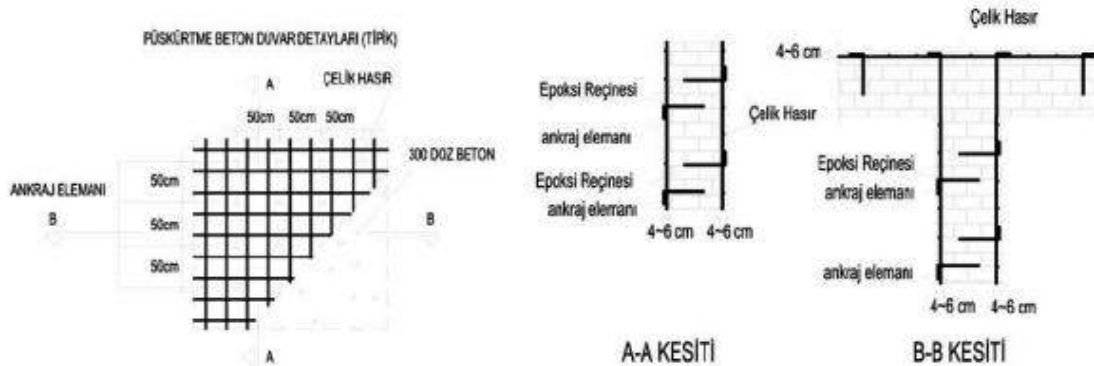 PÜSKÜRTME BETON DUVAR DETAYLARI (TİPİK)
A
ÇELİK HASIR
50cm 50cm 50cm
300 DOZ BETON
ANKRAJ ELEMANI
50cm
B
50cm
B
50cm
A
Epoksi Reçinesi
ankraj elemanı
Çelik Hasır
Epoksi Reçinesi
ankraj elemanı
4~6 cm 4~6 cm
A-A KESİTİ
Çelik Hasır
4~6 cm
Epoksi Reçinesi
ankraj elemanı
ankraj elemanı
4~6 cm 4~6 cm
B-B KESİTİ